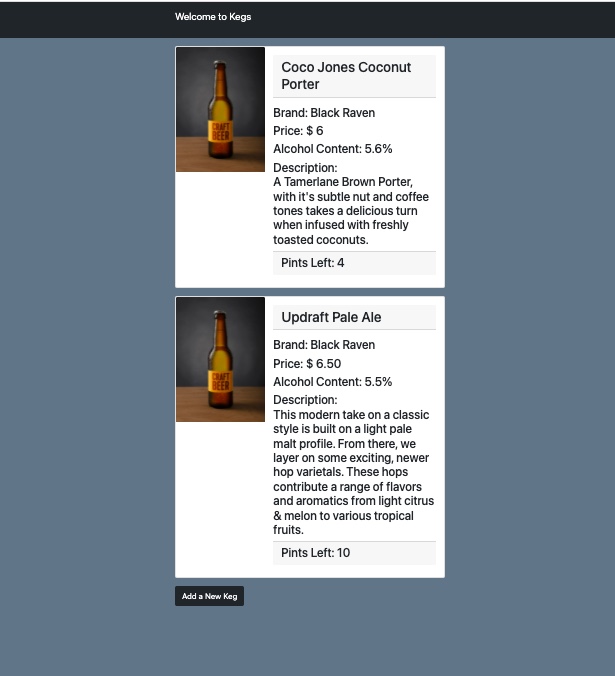 Welcome to Kegs
CRAFT
BEER
Coco Jones Coconut
Porter
Brand: Black Raven
Price: $ 6
Alcohol Content: 5.6%
Description:
A Tamerlane Brown Porter,
with it's subtle nut and coffee
tones takes a delicious turn
when infused with freshly
toasted coconuts.
Pints Left: 4
CRAFT
BEER
Updraft Pale Ale
Brand: Black Raven
Price: $ 6.50
Alcohol Content: 5.5%
Description:
This modern take on a classic
style is built on a light pale
malt profile. From there, we
layer on some exciting, newer
hop varietals. These hops
contribute a range of flavors
and aromatics from light citrus
& melon to various tropical
fruits.
Pints Left: 10
Add a New Keg